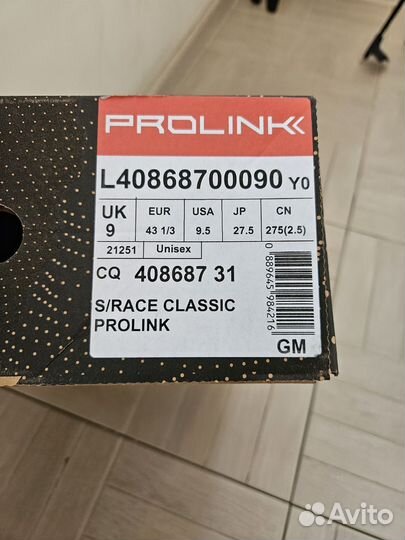 PROLINK
L40868700090 Y0
UK EUR USA JP CN
9 43 1/3 9.5 27.5 275(2.5)
21251 Unisex
CQ 408687 31
S/RACE CLASSIC
PROLINK
0889645984216
GM
Avito